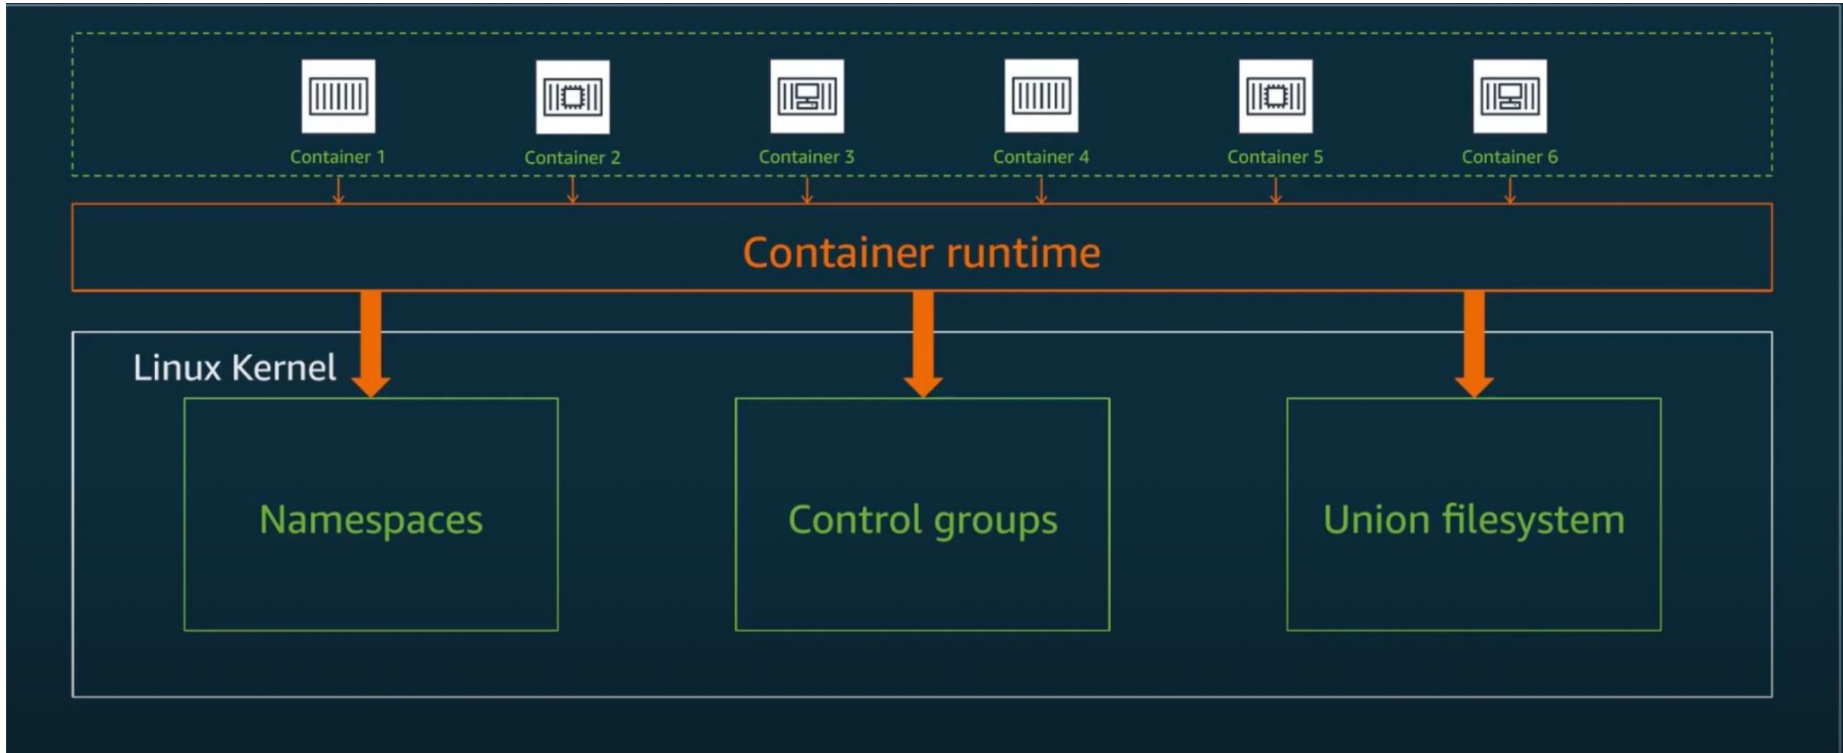 Container 1
Container 2
Container 3
Container 4
Container 5
Container 6
Container runtime
Linux Kernel
Namespaces
Control groups
Union filesystem